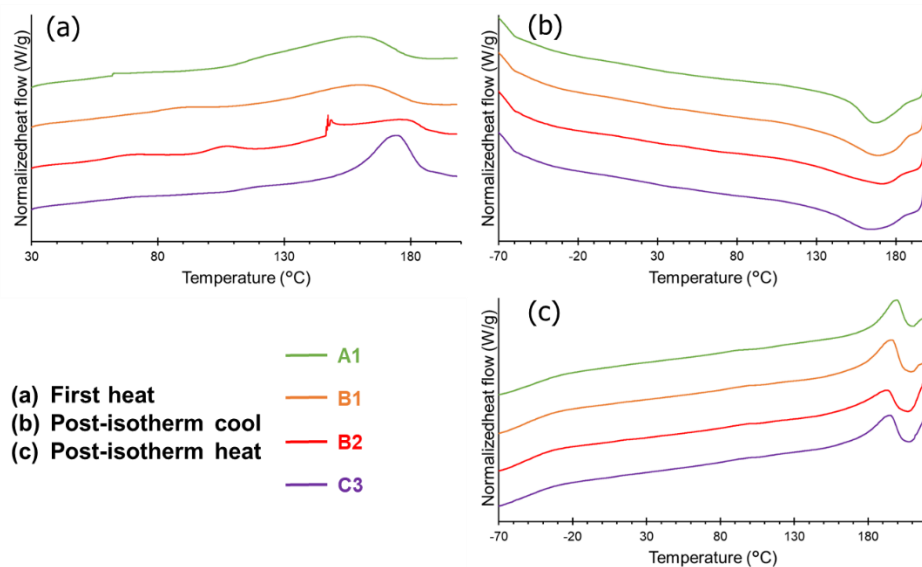 (a)
Normalizedheat flow (W/g)
30
80
130
180
Temperature (°C)
(b)
Normalizedheat flow (W/g)
-70
-20
30
80
130
180
Temperature (°C)
(c)
Normalizedheat flow (W/g)
-70
-20
30
80
130
180
Temperature (°C)
A1
B1
B2
C3
(a) First heat
(b) Post-isotherm cool
(c) Post-isotherm heat